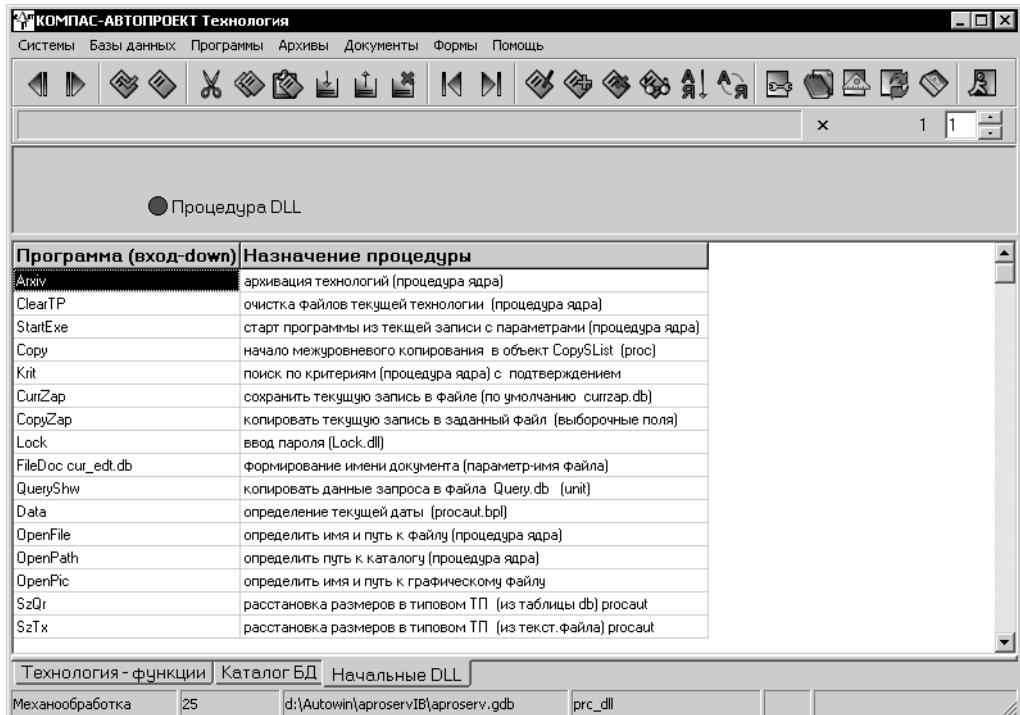 КОМПАС-АВТОПРОЕКТ Технология
Системы Базы данных Программы Архивы Документы Формы Помощь
× 1 1
Процедура DLL
Программа (вход-down) Назначение процедуры
Arxiv архивация технологий (процедура ядра)
ClearTP очистка файлов текущей технологии (процедура ядра)
StartExe старт программы из текщей записи с параметрами (процедура ядра)
Copy начало межуровневого копирования в объект CopySList (proc)
Krit поиск по критериям (процедура ядра) с подтверждением
CurrZap сохранить текущую запись в файле (по умолчанию currzap.db)
CopyZap копировать текущую запись в заданный файл (выборочные поля)
Lock ввод пароля (Lock.dll)
FileDoc cur_edt.db формирование имени документа (параметр-имя файла)
QueryShw копировать данные запроса в файла Query.db (unit)
Data определение текущей даты (procaut.bpl)
OpenFile определить имя и путь к файлу (процедура ядра)
OpenPath определить путь к каталогу (процедура ядра)
OpenPic определить имя и путь к графическому файлу
SzQr расстановка размеров в типовом ТП (из таблицы db) procaut
SzTx расстановка размеров в типовом ТП (из текст.файла) procaut
Технология - функции Каталог БД Начальные DLL
Механообработка 25 d:\Autowin\aproservIB\aproserv.gdb prc_dll